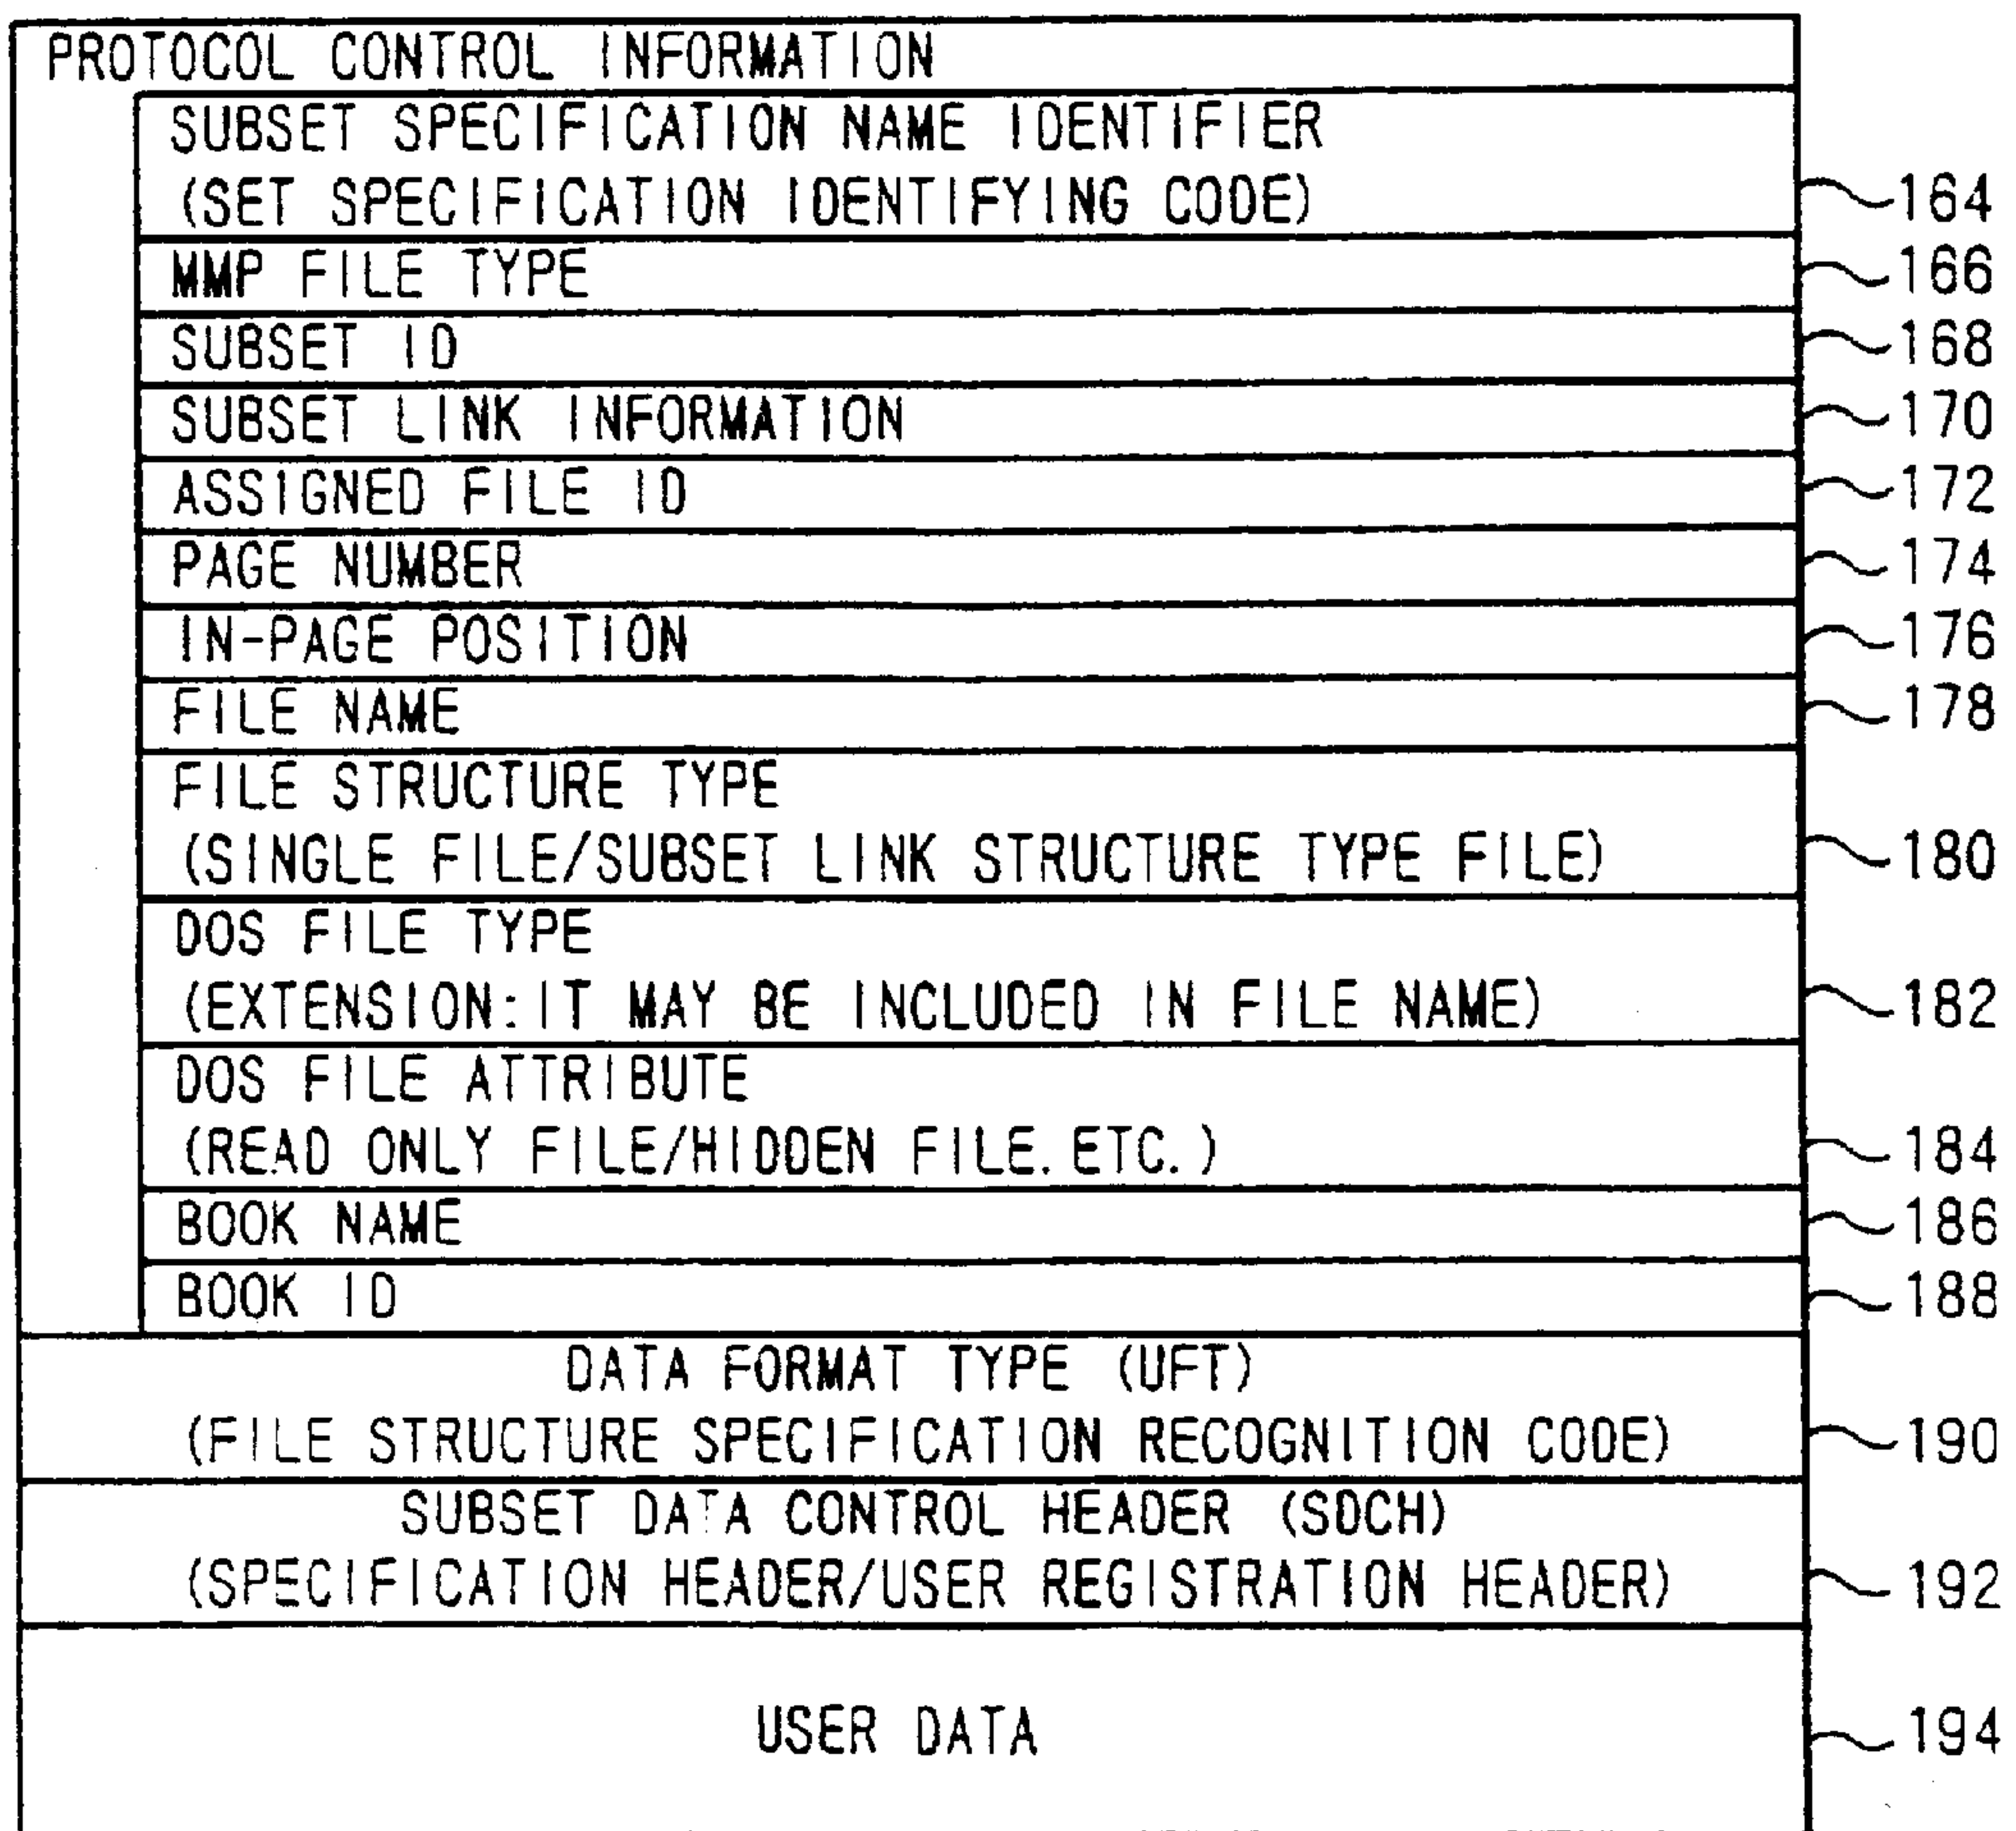 PROTOCOL CONTROL INFORMATION
SUBSET SPECIFICATION NAME IDENTIFIER
(SET SPECIFICATION IDENTIFYING CODE) 164
MMP FILE TYPE 166
SUBSET ID 168
SUBSET LINK INFORMATION 170
ASSIGNED FILE ID 172
PAGE NUMBER 174
IN-PAGE POSITION 176
FILE NAME 178
FILE STRUCTURE TYPE
(SINGLE FILE/SUBSET LINK STRUCTURE TYPE FILE) 180
DOS FILE TYPE
(EXTENSION:IT MAY BE INCLUDED IN FILE NAME) 182
DOS FILE ATTRIBUTE
(READ ONLY FILE/HIDDEN FILE.ETC.) 184
BOOK NAME 186
BOOK ID 188
DATA FORMAT TYPE (UFT)
(FILE STRUCTURE SPECIFICATION RECOGNITION CODE) 190
SUBSET DATA CONTROL HEADER (SDCH)
(SPECIFICATION HEADER/USER REGISTRATION HEADER) 192
USER DATA 194